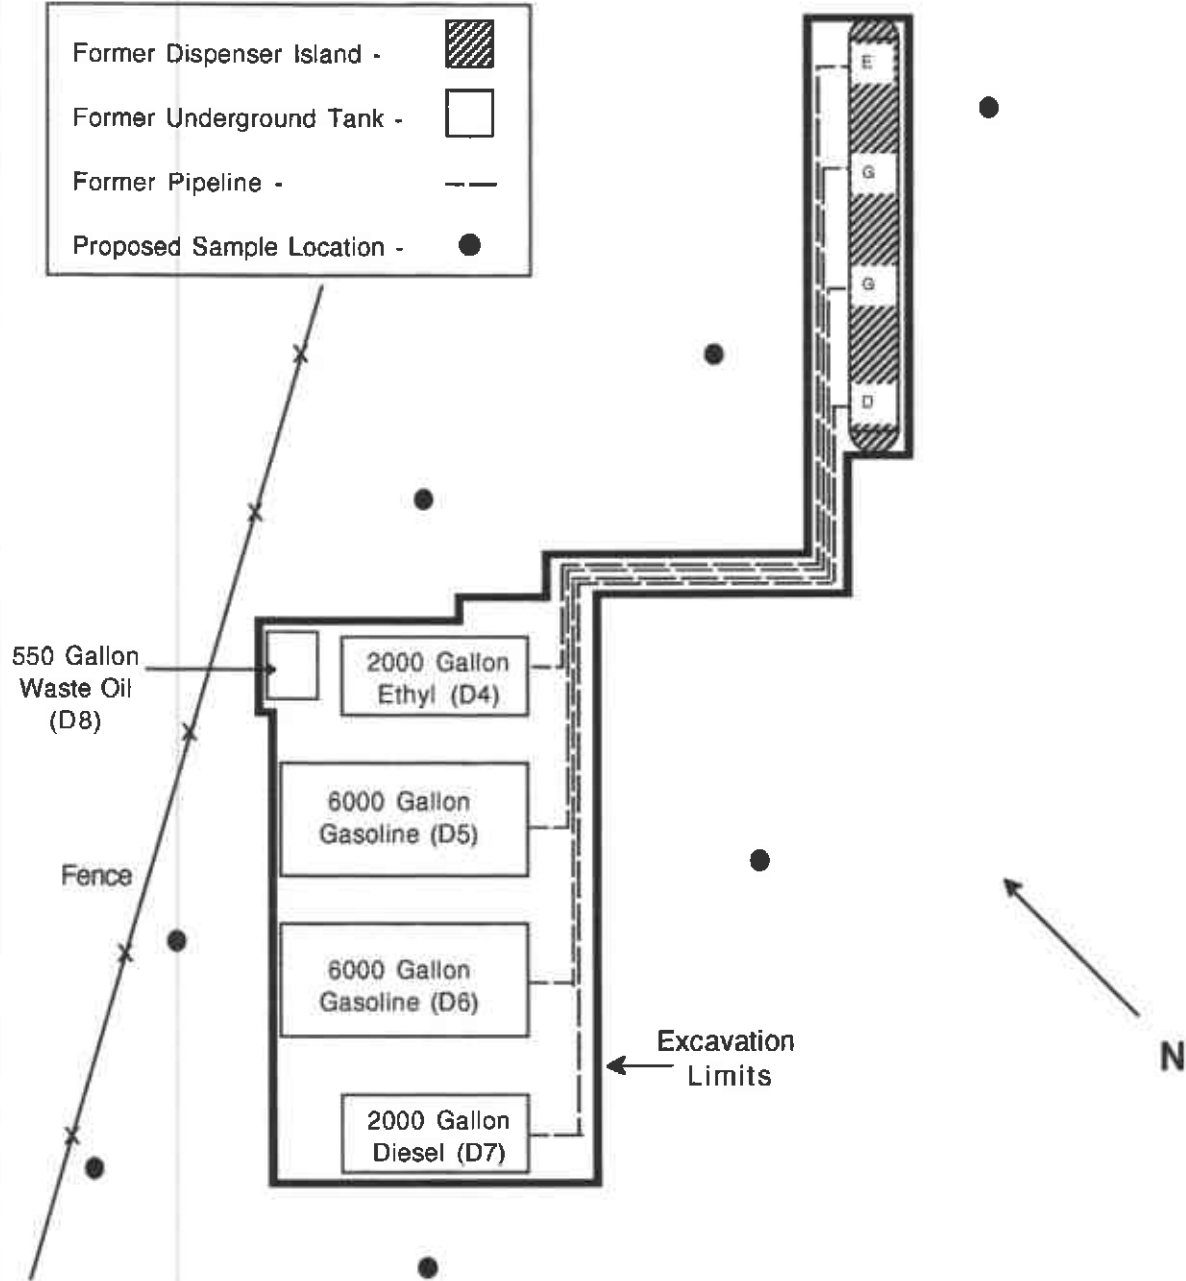 Former Dispenser Island -
Former Underground Tank -
Former Pipeline -
Proposed Sample Location -
E
G
G
D
550 Gallon
Waste Oil
(D8)
2000 Gallon
Ethyl (D4)
6000 Gallon
Gasoline (D5)
Fence
6000 Gallon
Gasoline (D6)
Excavation
Limits
N
2000 Gallon
Diesel (D7)